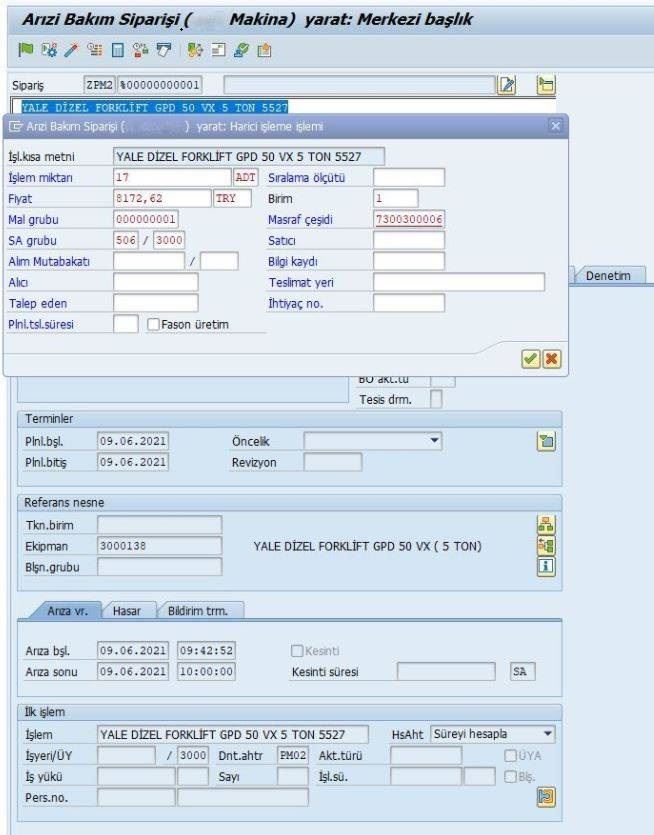 Arızi Bakım Siparişi ( Makina) yarat: Merkezi başlık
Sipariş ZPM2 %00000000001
YALE DİZEL FORKLİFT GPD 50 VX 5 TON 5527
Arızi Bakım Siparişi ( ) yarat: Harici işleme işlemi
İşl.kısa metni YALE DİZEL FORKLİFT GPD 50 VX 5 TON 5527
İşlem miktarı 17 ADT Sıralama ölçütü
Fiyat 8172,62 TRY Birim 1
Mal grubu 000000001 Masraf çeşidi 7300300006
SA grubu 506 / 3000 Satıcı
Alım Mutabakatı / Bilgi kaydı
Alıcı Teslimat yeri
Talep eden İhtiyaç no.
Plnl.tsl.süresi Fason üretim
Denetim
BO akt.tü
Tesis drm.
Terminler
Plnl.bşl. 09.06.2021 Öncelik
Plnl.bitiş 09.06.2021 Revizyon
Referans nesne
Tkn.birim
Ekipman 3000138 YALE DİZEL FORKLİFT GPD 50 VX ( 5 TON)
Blşn.grubu
Arıza vr. Hasar Bildirim trm.
Arıza bşl. 09.06.2021 09:42:52 Kesinti
Arıza sonu 09.06.2021 10:00:00 Kesinti süresi SA
İlk işlem
İşlem YALE DİZEL FORKLİFT GPD 50 VX 5 TON 5527 HsAht Süreyi hesapla
İşyeri/ÜY / 3000 Dnt.ahtr PM02 Akt.türü ÜYA
İş yükü Sayı İşl.sü. Blş.
Pers.no.